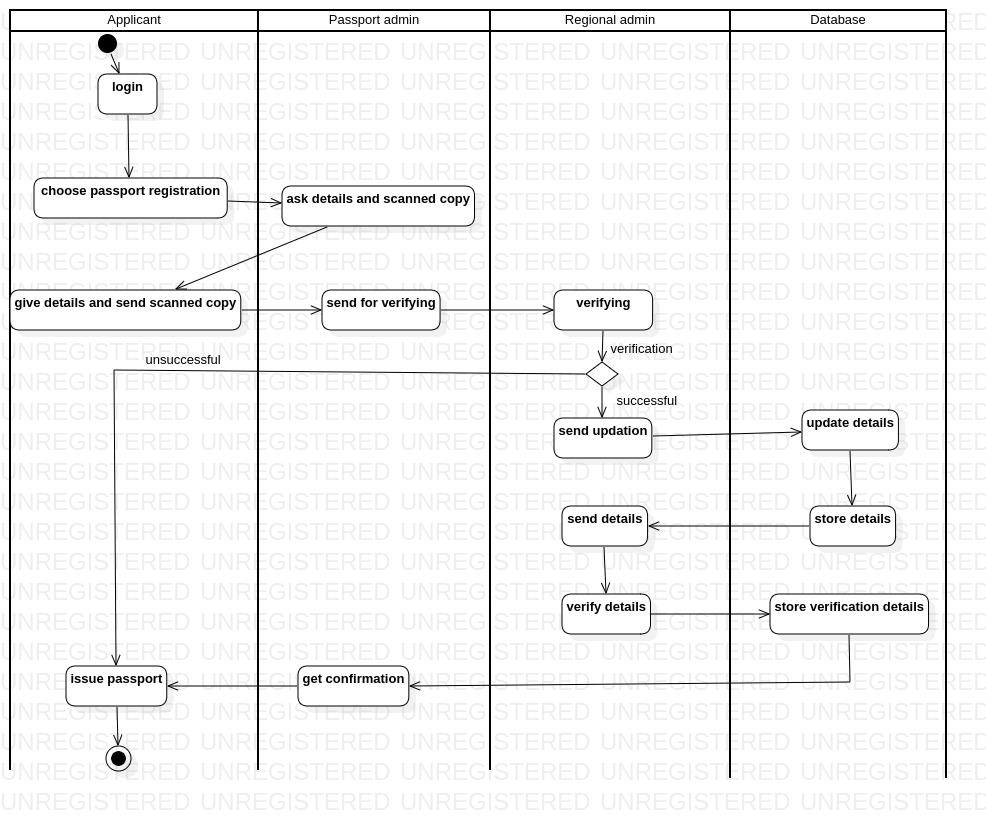 Applicant
Passport admin
Regional admin
Database
login
choose passport registration
ask details and scanned copy
give details and send scanned copy
send for verifying
verifying
verification
unsuccessful
successful
send updation
update details
send details
store details
verify details
store verification details
issue passport
get confirmation
UNREGISTERED UNREGISTERED UNREGISTERED UNREGISTERED UNREGISTERED